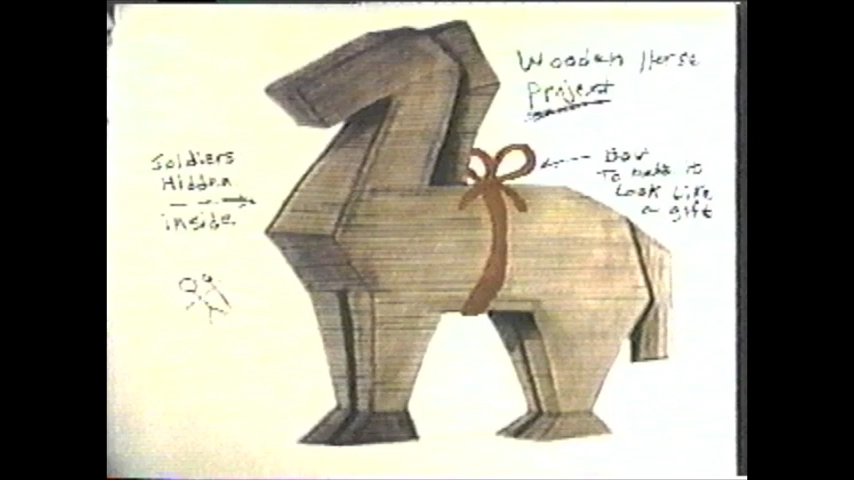 Wooden Horse
Project
Soldiers
Hidden
inside
Bow
To make it
Look Like
a gift